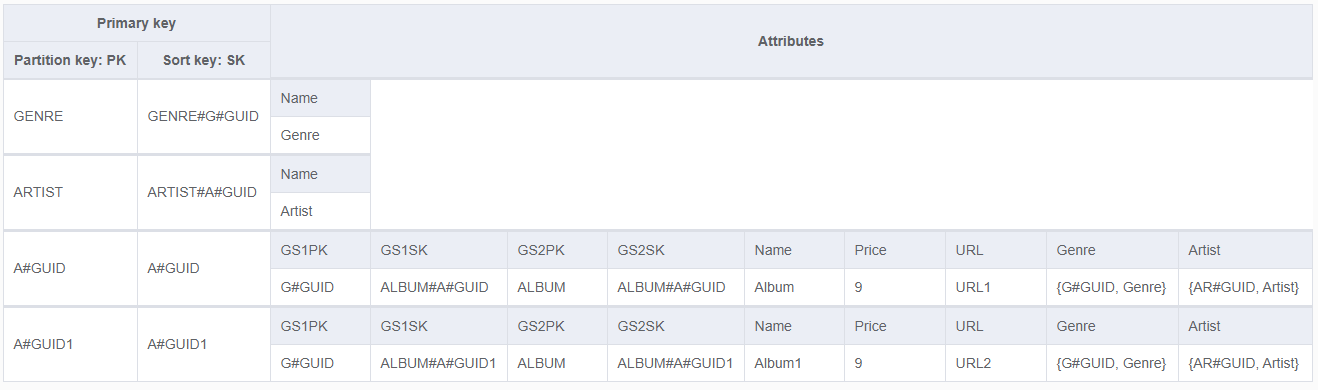 Primary key
Attributes
Partition key: PK Sort key: SK
Name
GENRE GENRE#G#GUID
Genre
Name
ARTIST ARTIST#A#GUID
Artist
GS1PK GS1SK GS2PK GS2SK Name Price URL Genre Artist
A#GUID A#GUID
G#GUID ALBUM#A#GUID ALBUM ALBUM#A#GUID Album 9 URL1 {G#GUID, Genre} {AR#GUID, Artist}
GS1PK GS1SK GS2PK GS2SK Name Price URL Genre Artist
A#GUID1 A#GUID1
G#GUID ALBUM#A#GUID1 ALBUM ALBUM#A#GUID1 Album1 9 URL2 {G#GUID, Genre} {AR#GUID, Artist}